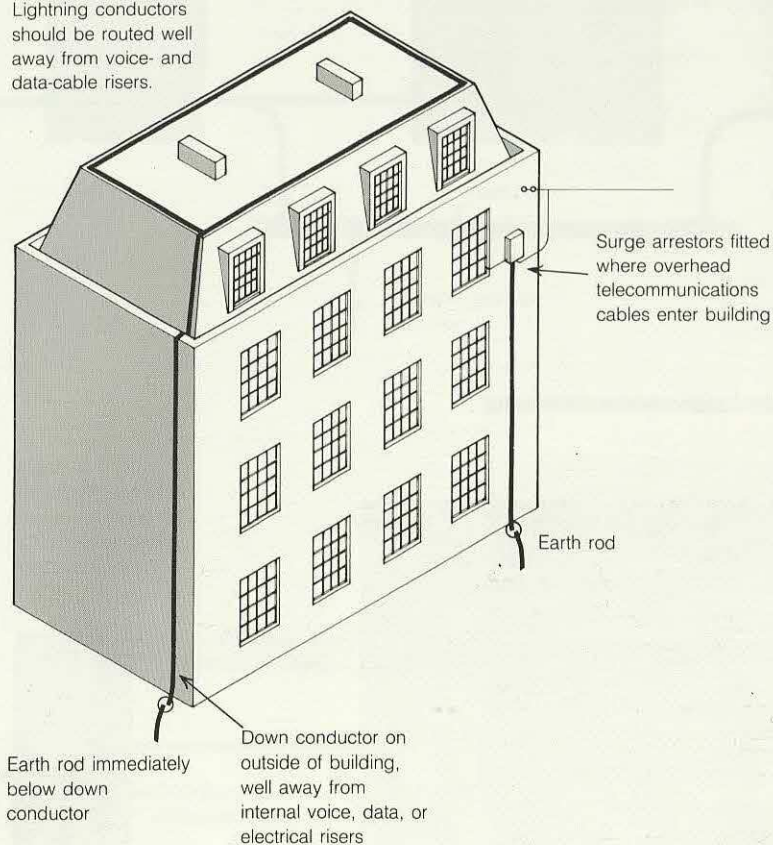 Lightning conductors
should be routed well
away from voice- and
data-cable risers.
Surge arrestors fitted
where overhead
telecommunications
cables enter building
Earth rod
Earth rod immediately
below down
conductor
Down conductor on
outside of building,
well away from
internal voice, data, or
electrical risers